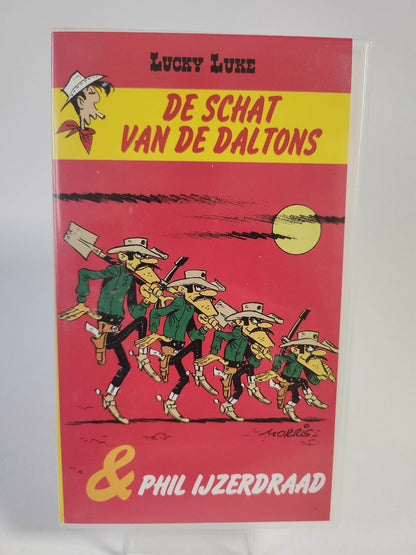 LUCKY LUKE
DE SCHAT
VAN DE DALTONS
MORRIS
& PHIL IJZERDRAAD